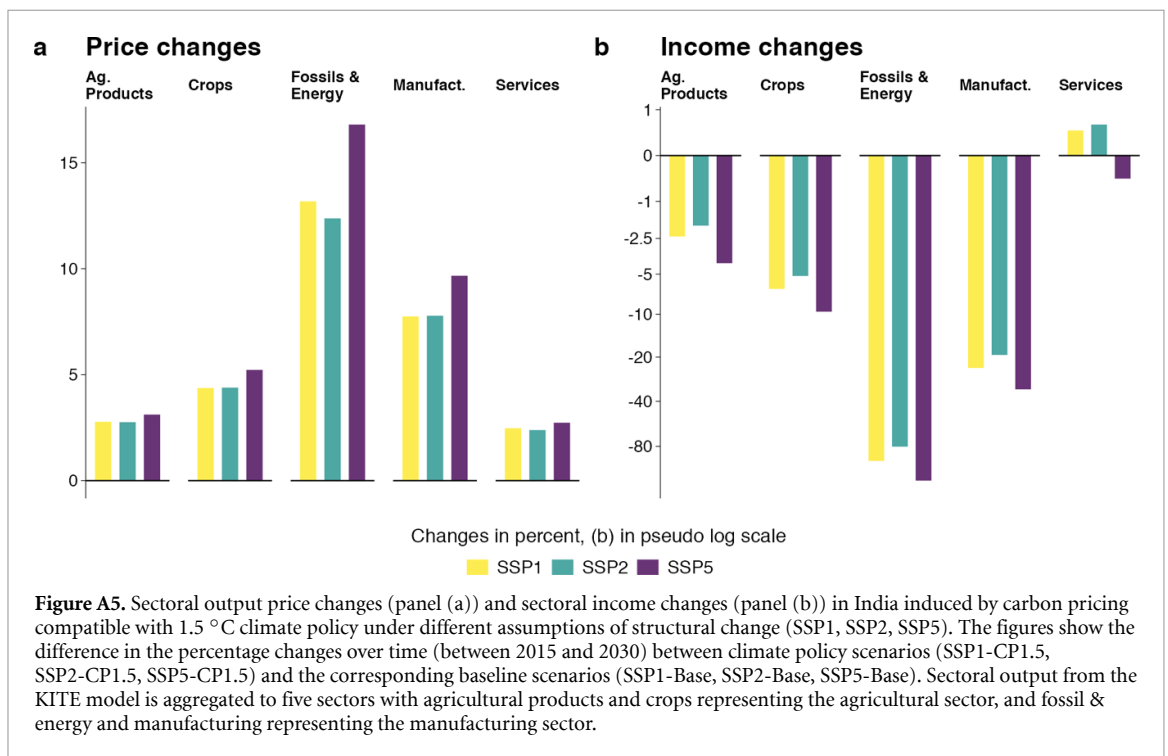 a Price changes
Ag. Products
Crops
Fossils & Energy
Manufact.
Services
15
10
5
0
b Income changes
Ag. Products
Crops
Fossils & Energy
Manufact.
Services
1
0
-1
-2.5
-5
-10
-20
-40
-80
Changes in percent, (b) in pseudo log scale
SSP1 SSP2 SSP5
Figure A5. Sectoral output price changes (panel (a)) and sectoral income changes (panel (b)) in India induced by carbon pricing
compatible with 1.5 °C climate policy under different assumptions of structural change (SSP1, SSP2, SSP5). The figures show the
difference in the percentage changes over time (between 2015 and 2030) between climate policy scenarios (SSP1-CP1.5,
SSP2-CP1.5, SSP5-CP1.5) and the corresponding baseline scenarios (SSP1-Base, SSP2-Base, SSP5-Base). Sectoral output from the
KITE model is aggregated to five sectors with agricultural products and crops representing the agricultural sector, and fossil &
energy and manufacturing representing the manufacturing sector.